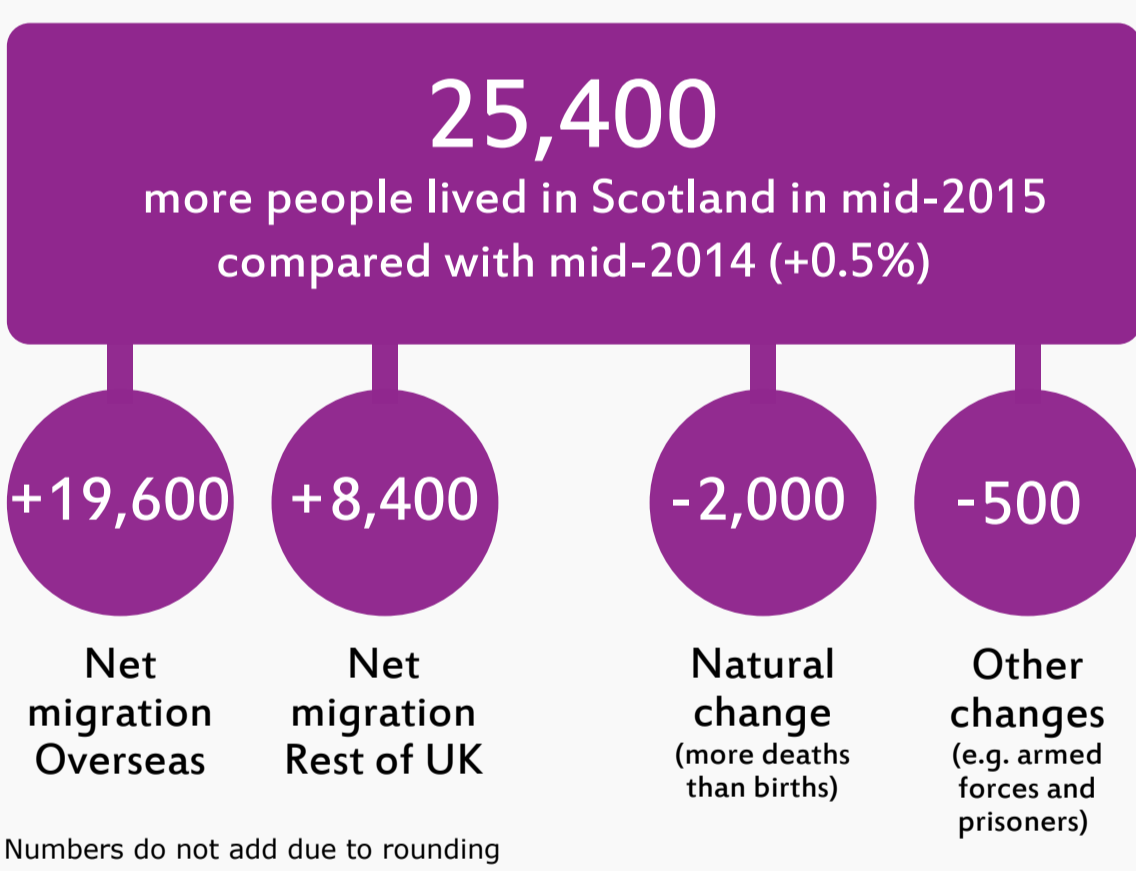 25,400
more people lived in Scotland in mid-2015
compared with mid-2014 (+0.5%)
+19,600
+8,400
-2,000
-500
Net
migration
Overseas
Net
migration
Rest of UK
Natural
change
(more deaths
than births)
Other
changes
(e.g. armed
forces and
prisoners)
Numbers do not add due to rounding